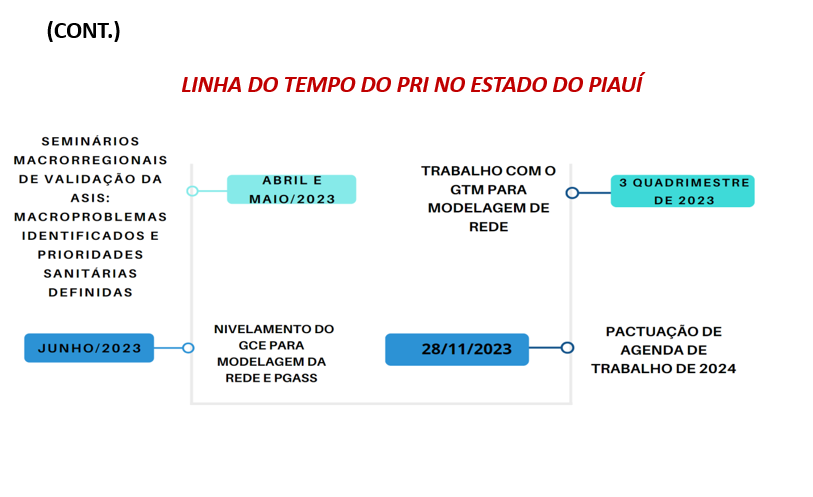 (CONT.)
LINHA DO TEMPO DO PRI NO ESTADO DO PIAUÍ
SEMINÁRIOS
MACRORREGIONAIS
DE VALIDAÇÃO DA
ASIS:
MACROPROBLEMAS
IDENTIFICADOS E
PRIORIDADES
SANITÁRIAS
DEFINIDAS
ABRIL E
MAIO/2023
JUNHO/2023
NIVELAMENTO DO
GCE PARA
MODELAGEM DA
REDE E PGASS
TRABALHO COM O
GTM PARA
MODELAGEM DE
REDE
3 QUADRIMESTRE
DE 2023
28/11/2023
PACTUAÇÃO DE
AGENDA DE
TRABALHO DE 2024